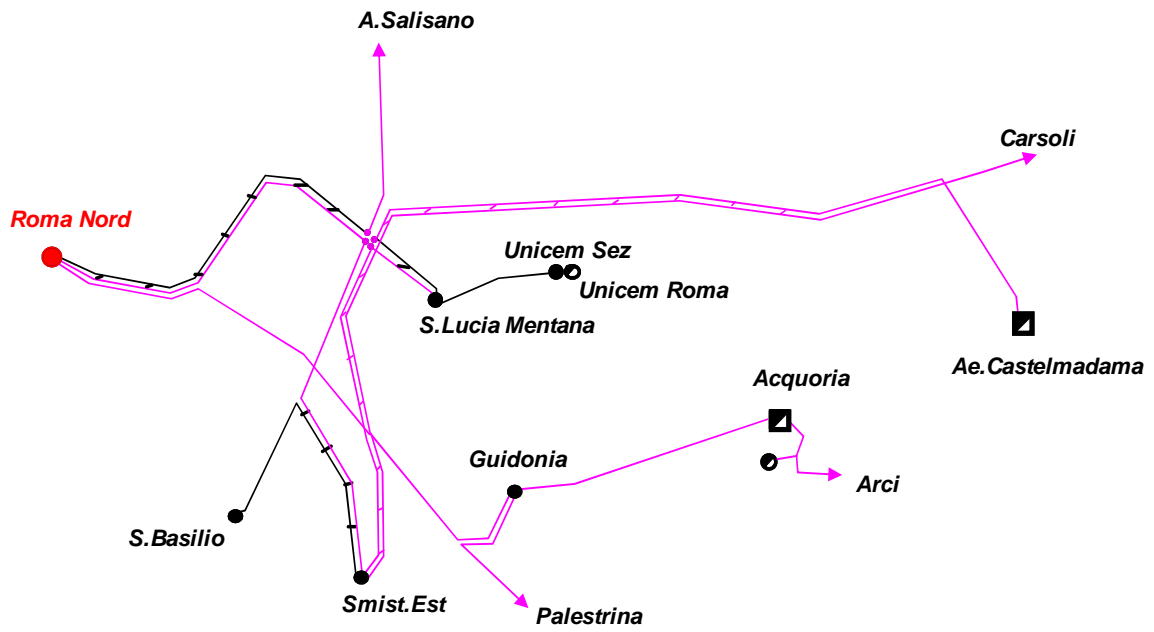 A.Salisano
Carsoli
Roma Nord
Unicem Sez
Unicem Roma
S.Lucia Mentana
Ae.Castelmadama
Acquoria
Guidonia
Arci
S.Basilio
Smist.Est
Palestrina